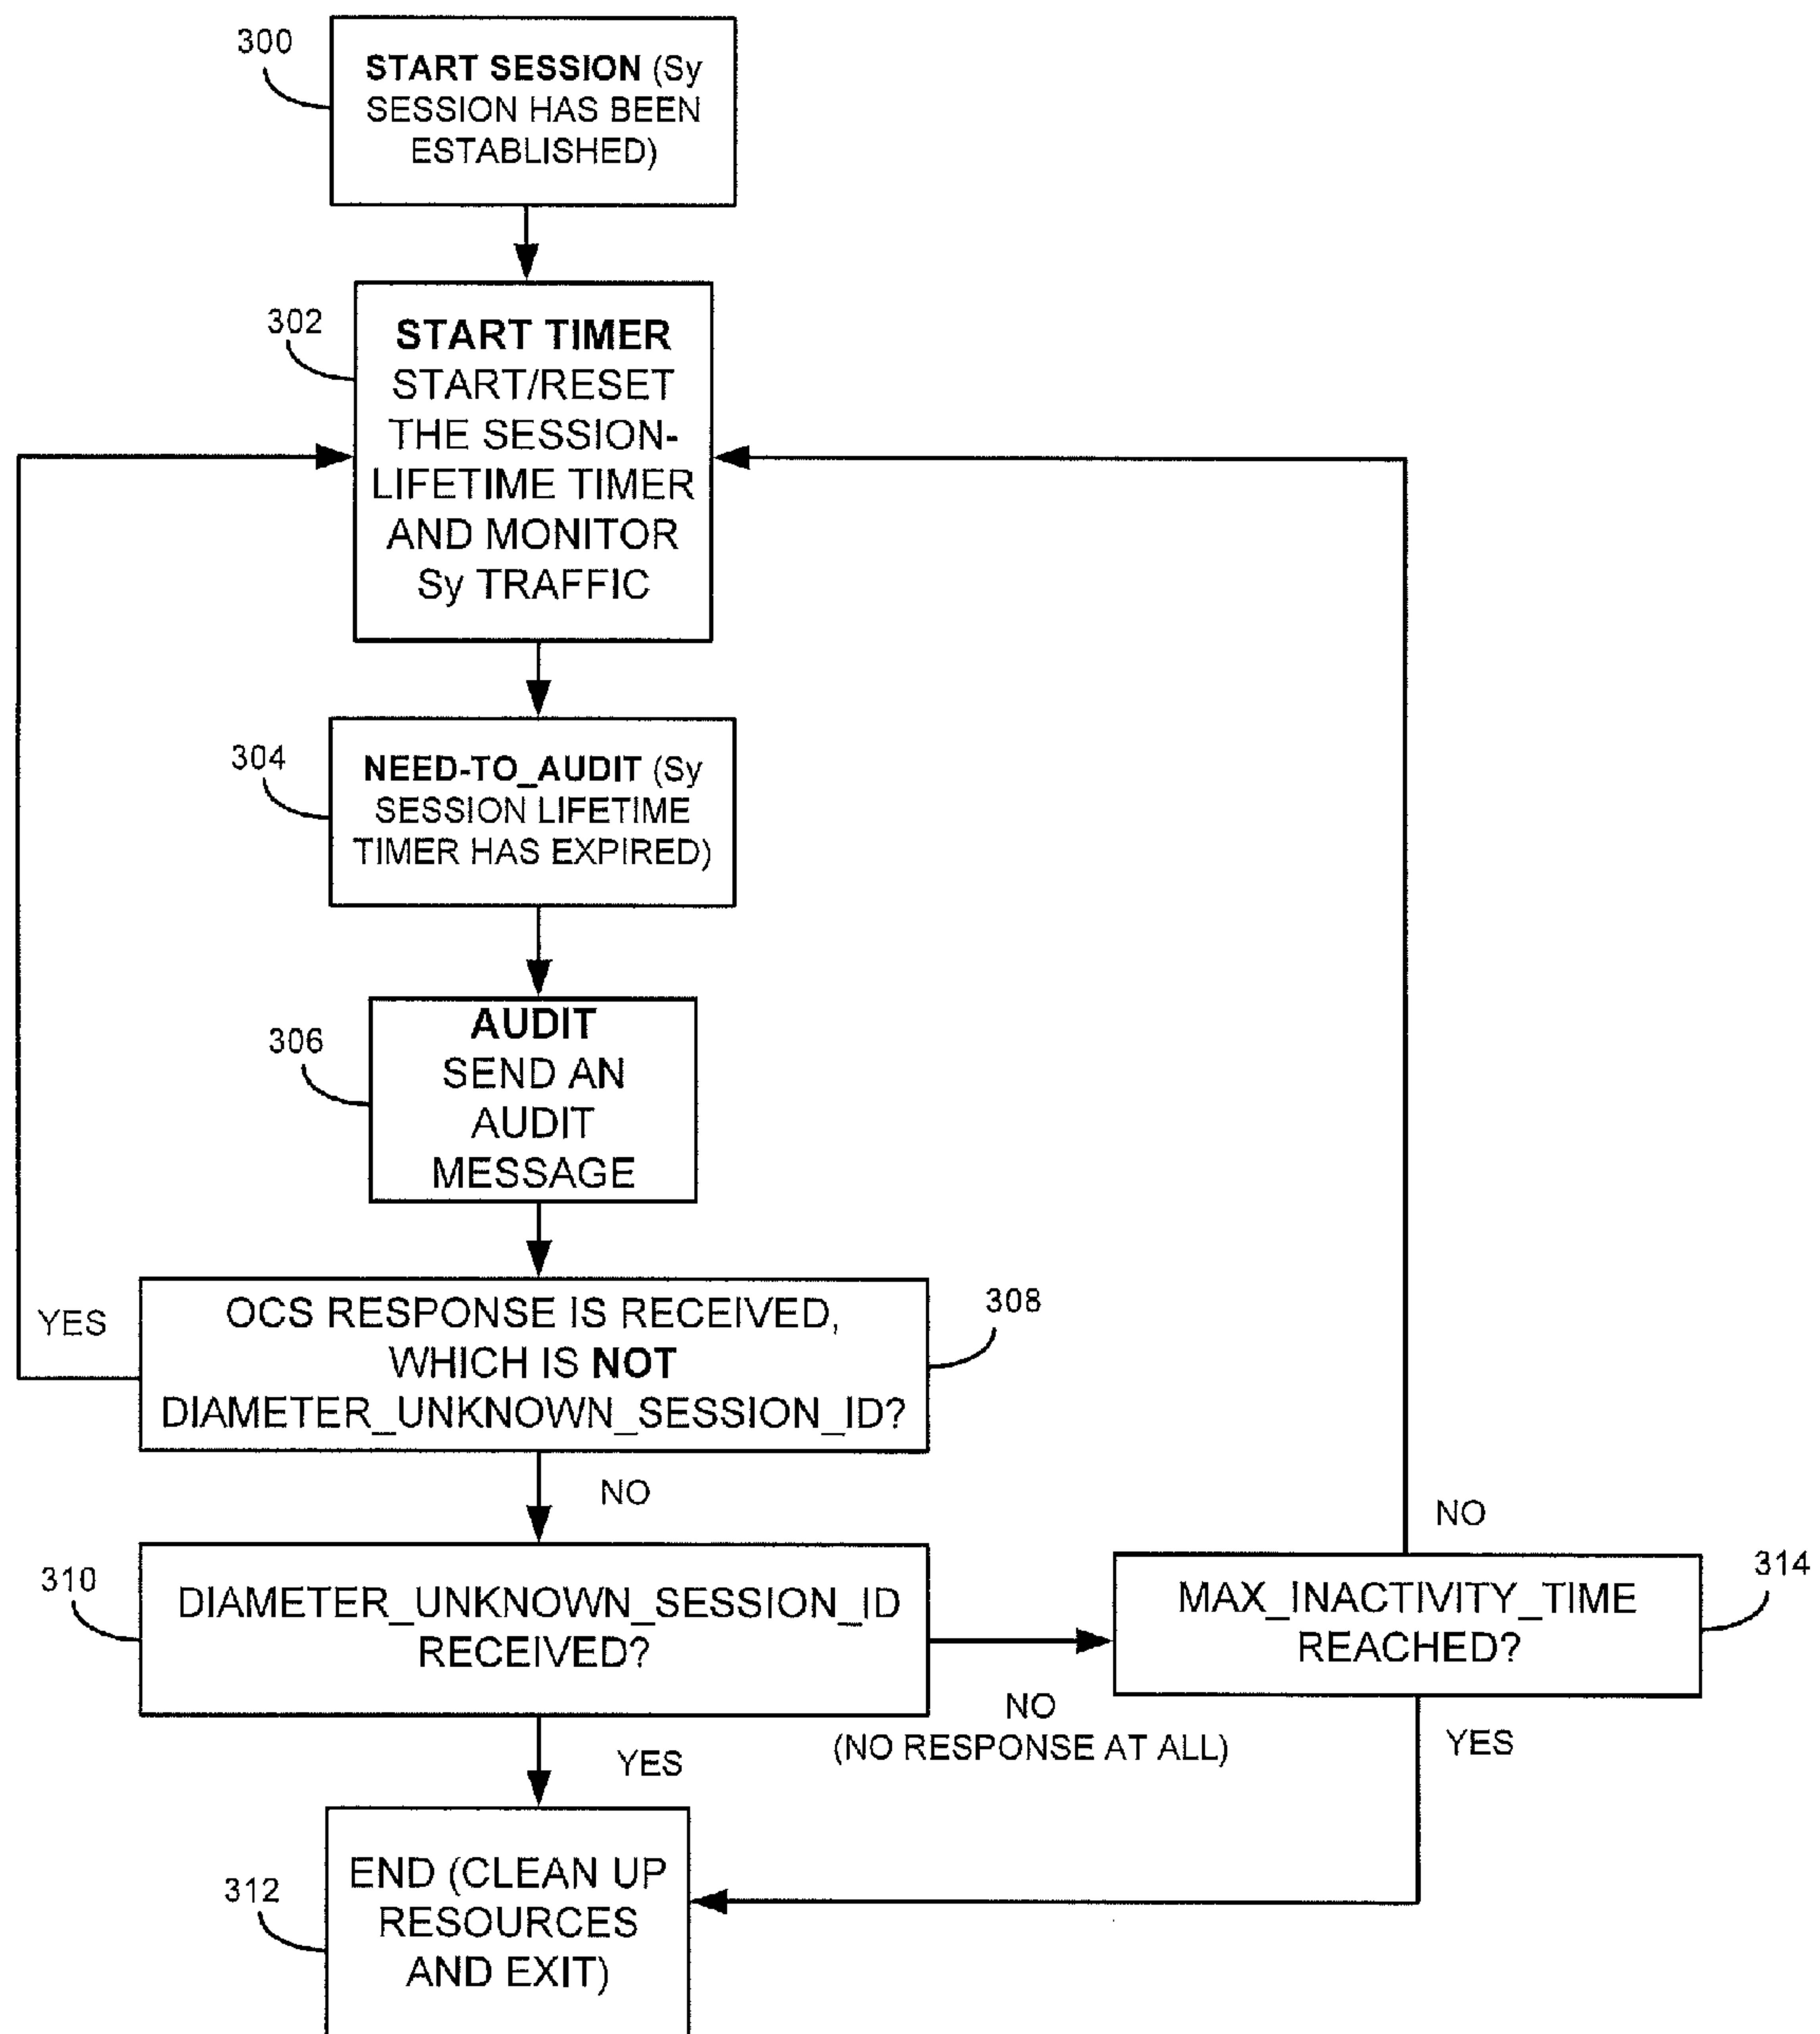 300
START SESSION (Sy
SESSION HAS BEEN
ESTABLISHED)
302
START TIMER
START/RESET
THE SESSION-
LIFETIME TIMER
AND MONITOR
Sy TRAFFIC
304
NEED-TO_AUDIT (Sy
SESSION LIFETIME
TIMER HAS EXPIRED)
306
AUDIT
SEND AN
AUDIT
MESSAGE
YES
OCS RESPONSE IS RECEIVED,
WHICH IS NOT
DIAMETER_UNKNOWN_SESSION_ID?
308
NO
310
DIAMETER_UNKNOWN_SESSION_ID
RECEIVED?
NO
(NO RESPONSE AT ALL)
NO
MAX_INACTIVITY_TIME
REACHED?
314
YES
YES
312
END (CLEAN UP
RESOURCES
AND EXIT)